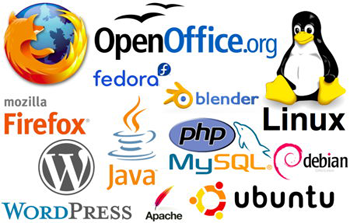 OpenOffice.org
fedora
blender
mozilla
Firefox
Linux
Java
php
MySQL
debian
WORDPRESS
Apache
ubuntu